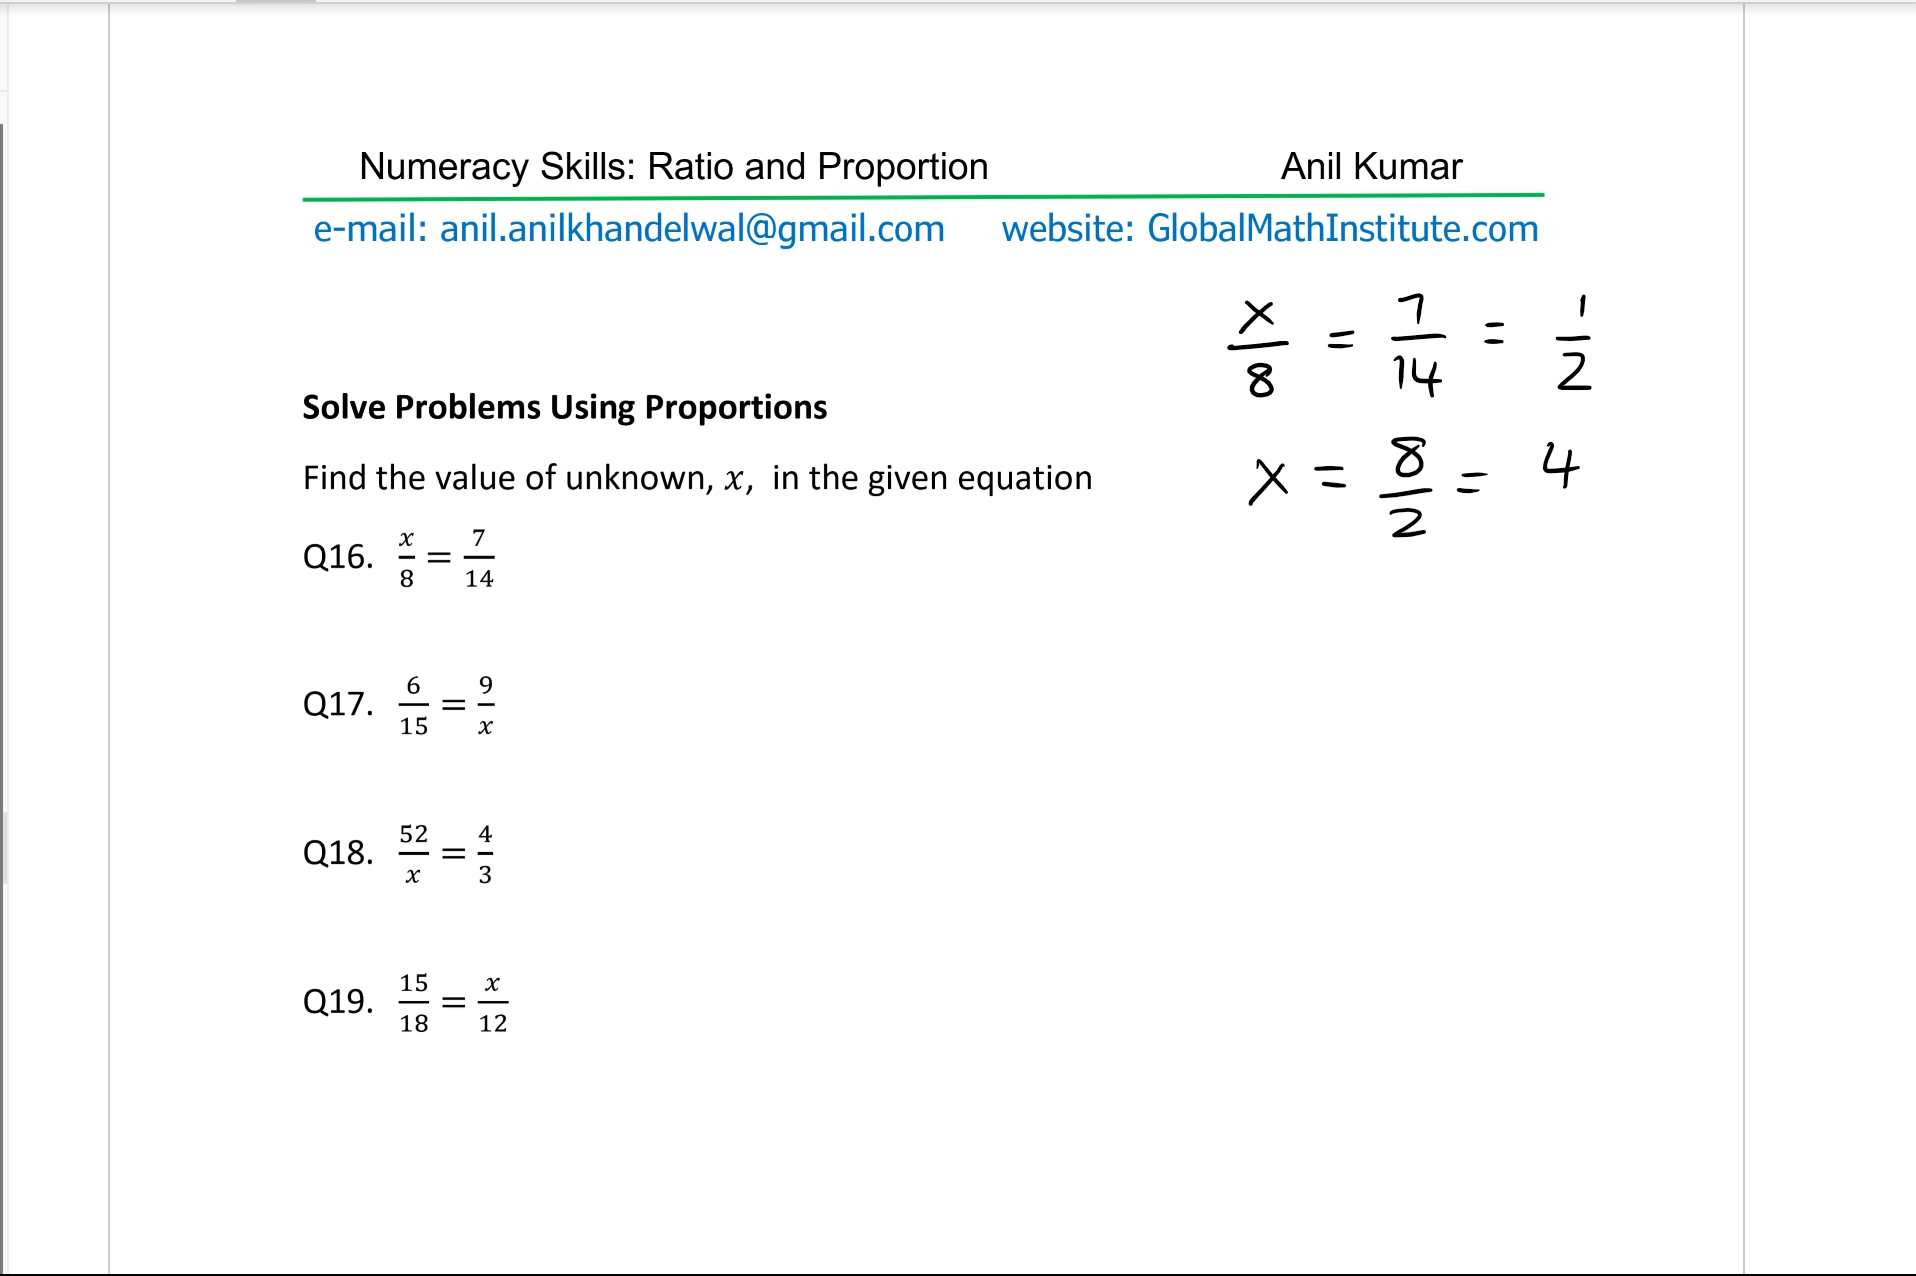 Numeracy Skills: Ratio and Proportion Anil Kumar
e-mail: anil.anilkhandelwal@gmail.com website: GlobalMathInstitute.com
x/8 = 7/14 = 1/2
Solve Problems Using Proportions
x = 8/2 = 4
Find the value of unknown, x, in the given equation
Q16. x/8 = 7/14
Q17. 6/15 = 9/x
Q18. 52/x = 4/3
Q19. 15/18 = x/12